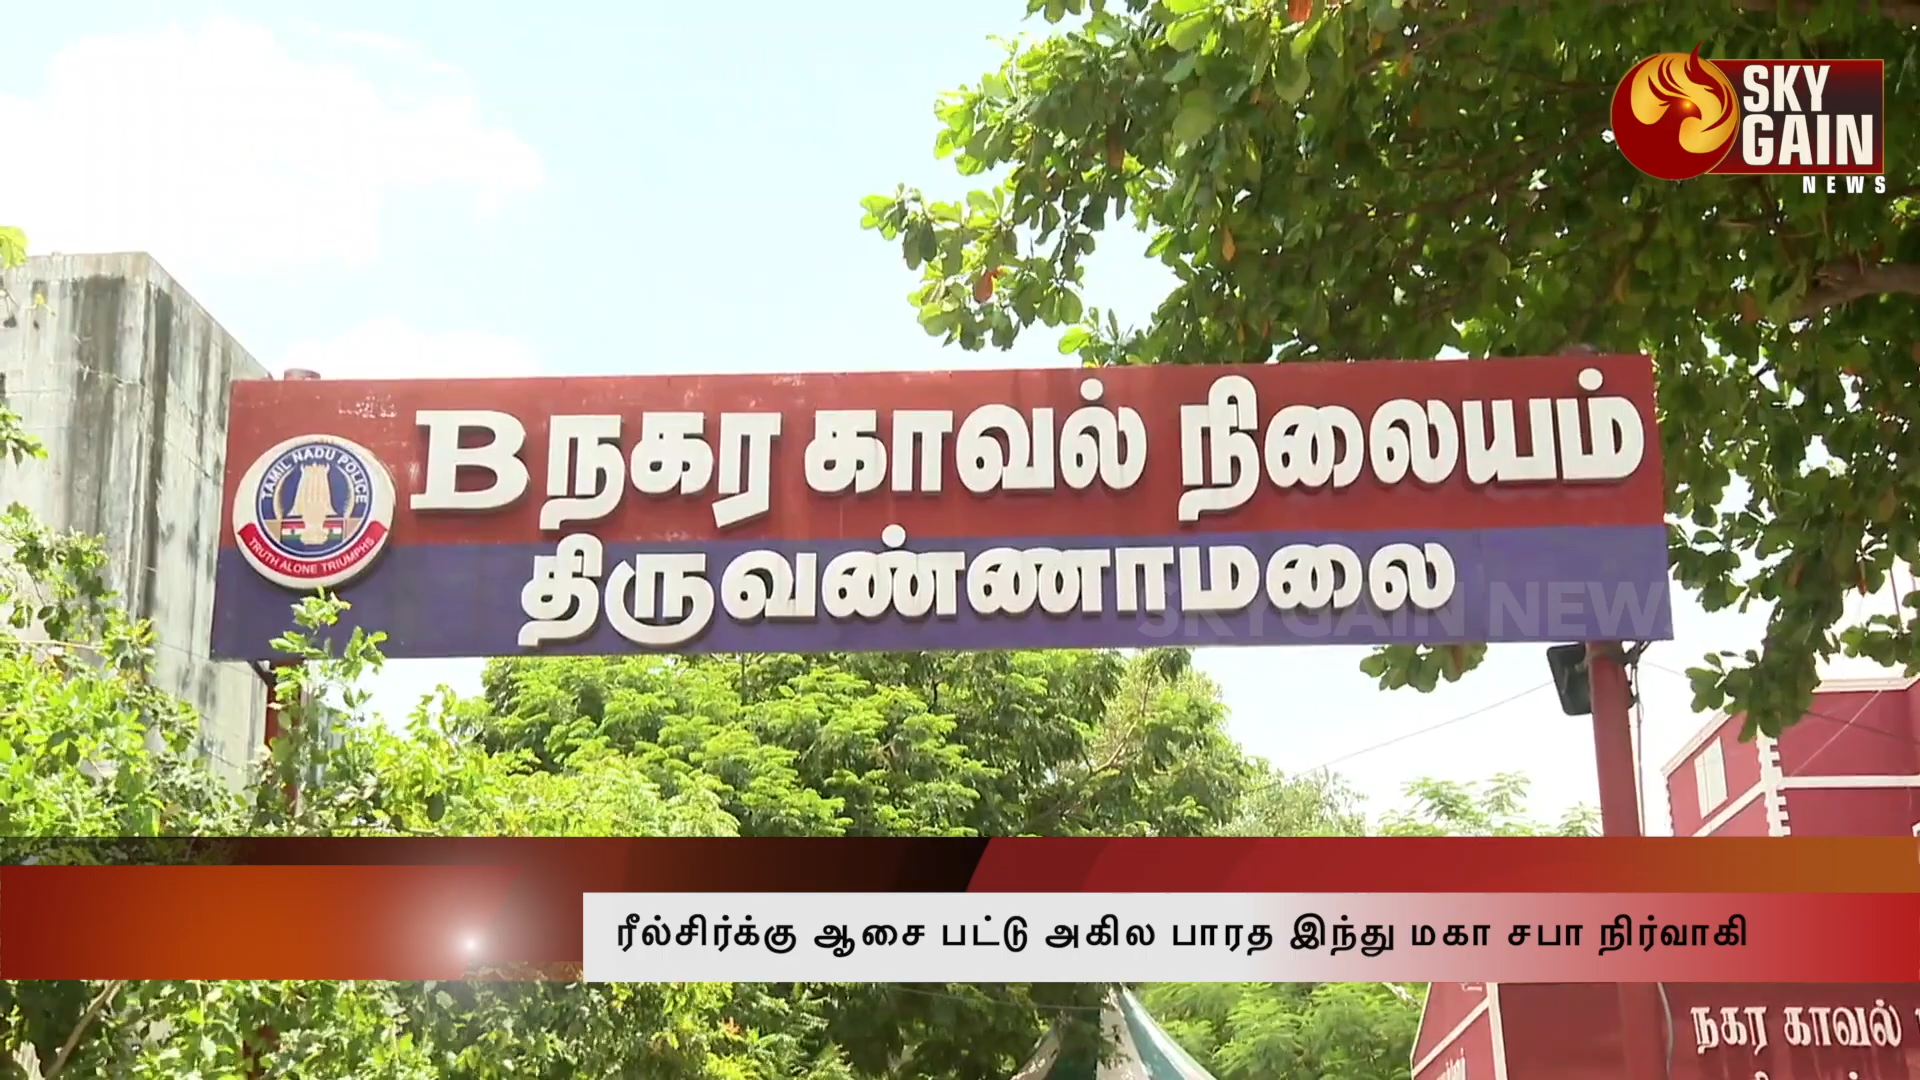 SKY
GAIN
NEWS
B நகர காவல் நிலையம்
திருவண்ணாமலை
TAMIL NADU POLICE
TRUTH ALONE TRIUMPHS
SKYGAIN NEW
ரீல்சிர்க்கு ஆசை பட்டு அகில பாரத இந்து மகா சபா நிர்வாகி
நகர காவல்